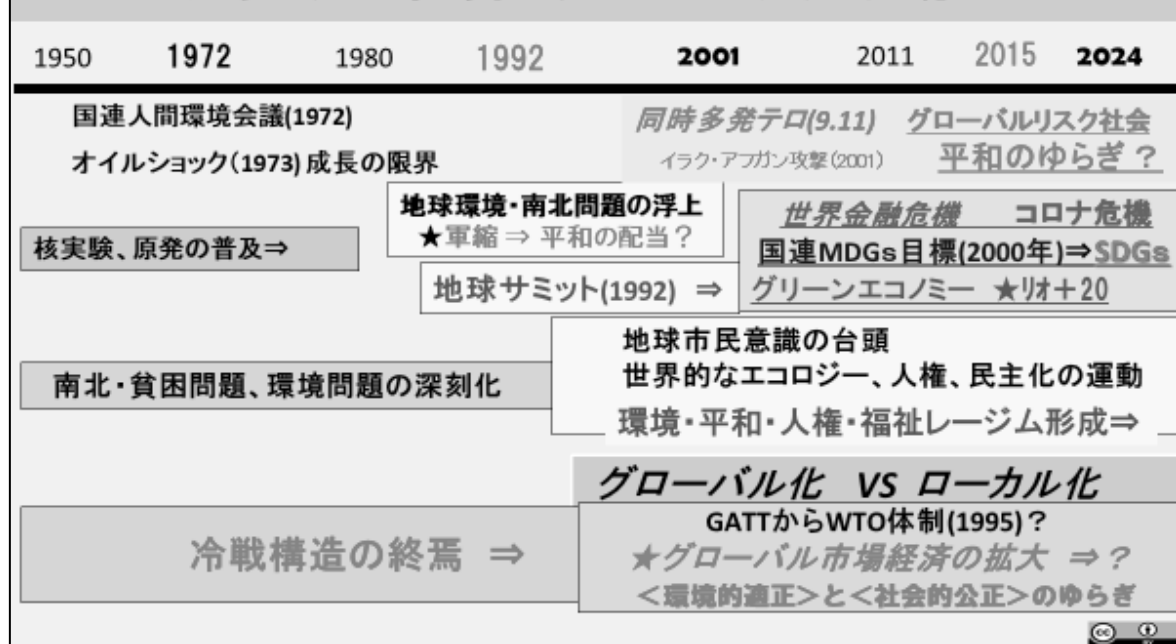 1950 1972 1980 1992 2001 2011 2015 2024
国連人間環境会議(1972)
オイルショック(1973)成長の限界
同時多発テロ(9.11) グローバルリスク社会
イラク・アフガン攻撃(2001) 平和のゆらぎ?
地球環境・南北問題の浮上
★軍縮⇒ 平和の配当?
核実験、原発の普及⇒
世界金融危機 コロナ危機
国連MDGs目標(2000年)⇒SDGs
グリーンエコノミー ★リオ+20
地球サミット(1992) ⇒
地球市民意識の台頭
世界的なエコロジー、人権、民主化の運動
環境・平和・人権・福祉レージム形成⇒
南北・貧困問題、環境問題の深刻化
グローバル化 VS ローカル化
GATTからWTO体制(1995)?
★グローバル市場経済の拡大 ⇒?
<環境的適正>と<社会的公正>のゆらぎ
冷戦構造の終焉 ⇒
cc